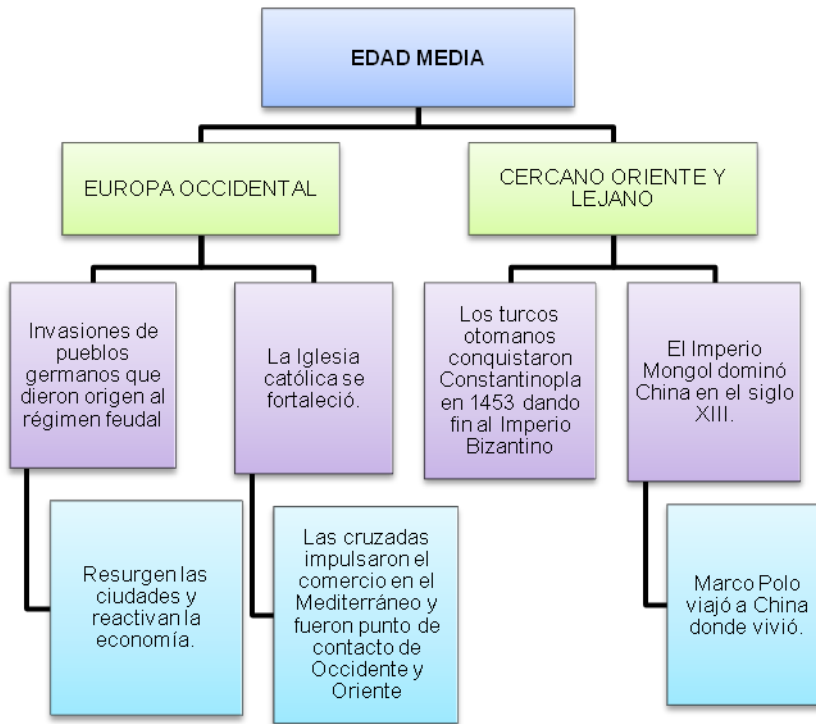 EDAD MEDIA
EUROPA OCCIDENTAL
CERCANO ORIENTE Y
LEJANO
Invasiones de
pueblos
germanos que
dieron origen al
régimen feudal
La Iglesia
católica se
fortaleció.
Los turcos
otomanos
conquistaron
Constantinopla
en 1453 dando
fin al Imperio
Bizantino
El Imperio
Mongol dominó
China en el siglo
XIII.
Resurgen las
ciudades y
reactivan la
economía.
Las cruzadas
impulsaron el
comercio en el
Mediterráneo y
fueron punto de
contacto de
Occidente y
Oriente
Marco Polo
viajó a China
donde vivió.